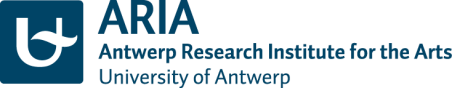 ARIA
Antwerp Research Institute for the Arts
University of Antwerp